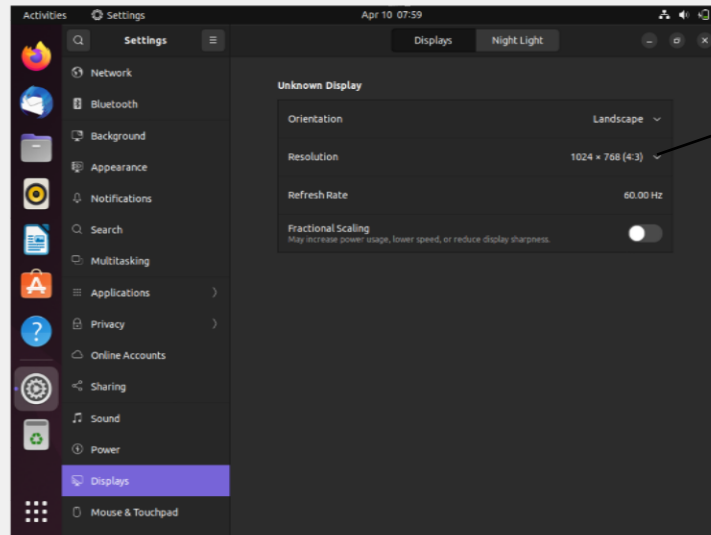 Activities Settings Apr 10 07:59
Settings Displays Night Light
Network
Bluetooth
Background
Appearance
Notifications
Search
Multitasking
Applications
Privacy
Online Accounts
Sharing
Sound
Power
Displays
Mouse & Touchpad
Unknown Display
Orientation Landscape
Resolution 1024 × 768 (4:3)
Refresh Rate 60.00 Hz
Fractional Scaling
May increase power usage, lower speed, or reduce display sharpness.